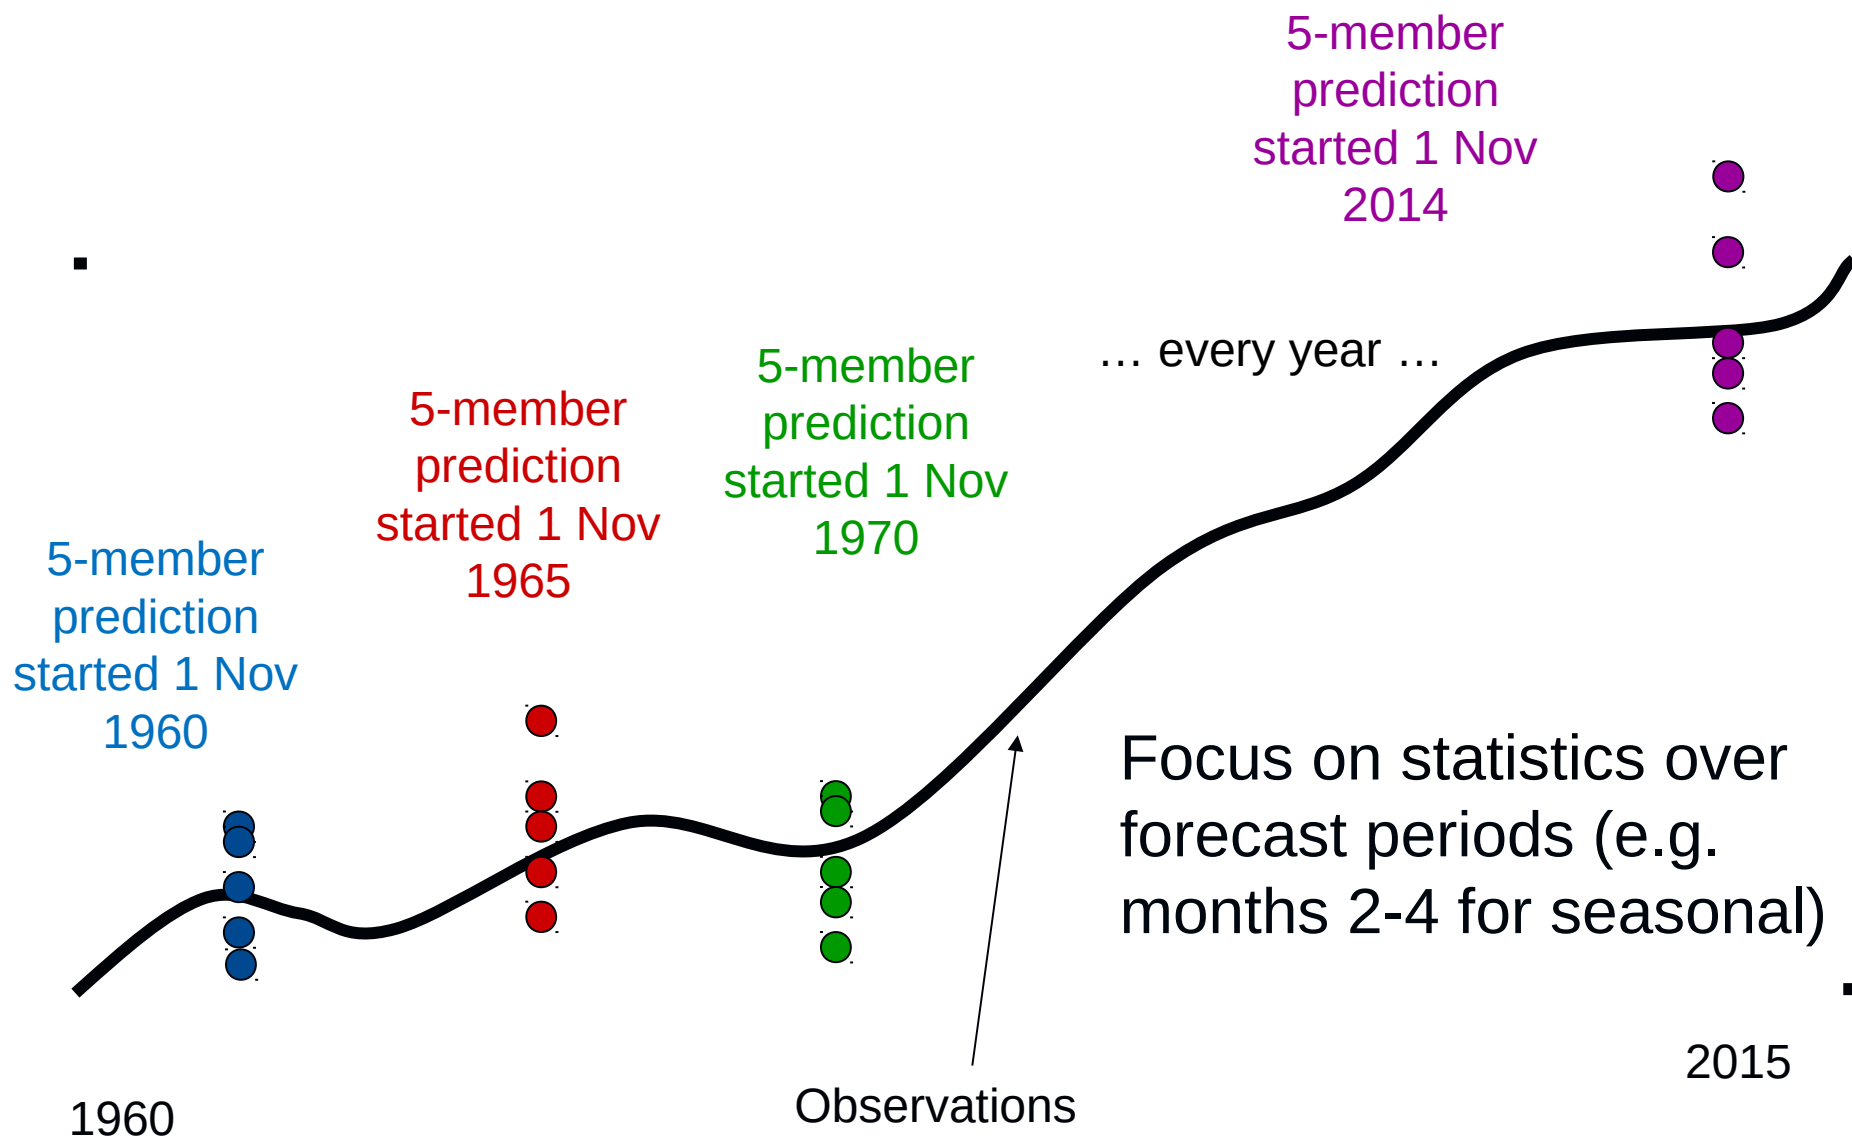 5-member
prediction
started 1 Nov
2014
… every year …
5-member
prediction
started 1 Nov
1970
5-member
prediction
started 1 Nov
1965
5-member
prediction
started 1 Nov
1960
Focus on statistics over
forecast periods (e.g.
months 2-4 for seasonal)
2015
Observations
1960